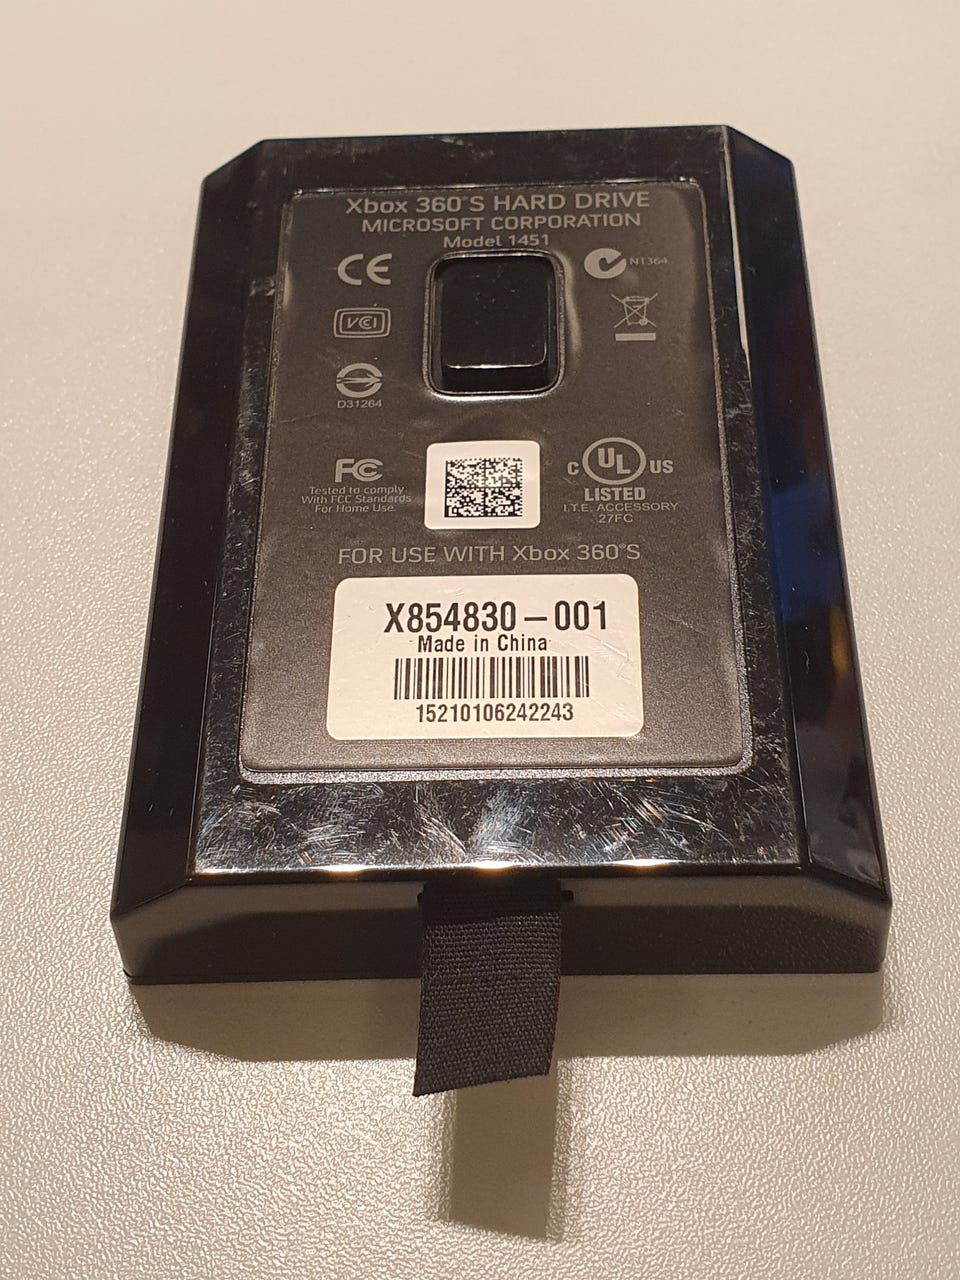 Xbox 360® S HARD DRIVE
MICROSOFT CORPORATION
Model 1451
CE
N1364
VCI
D31264
FC
Tested to comply
With FCC Standards
For Home Use.
C UL US
LISTED
I.T.E. ACCESSORY
27FC
FOR USE WITH Xbox 360® S
X854830-001
Made in China
15210106242243